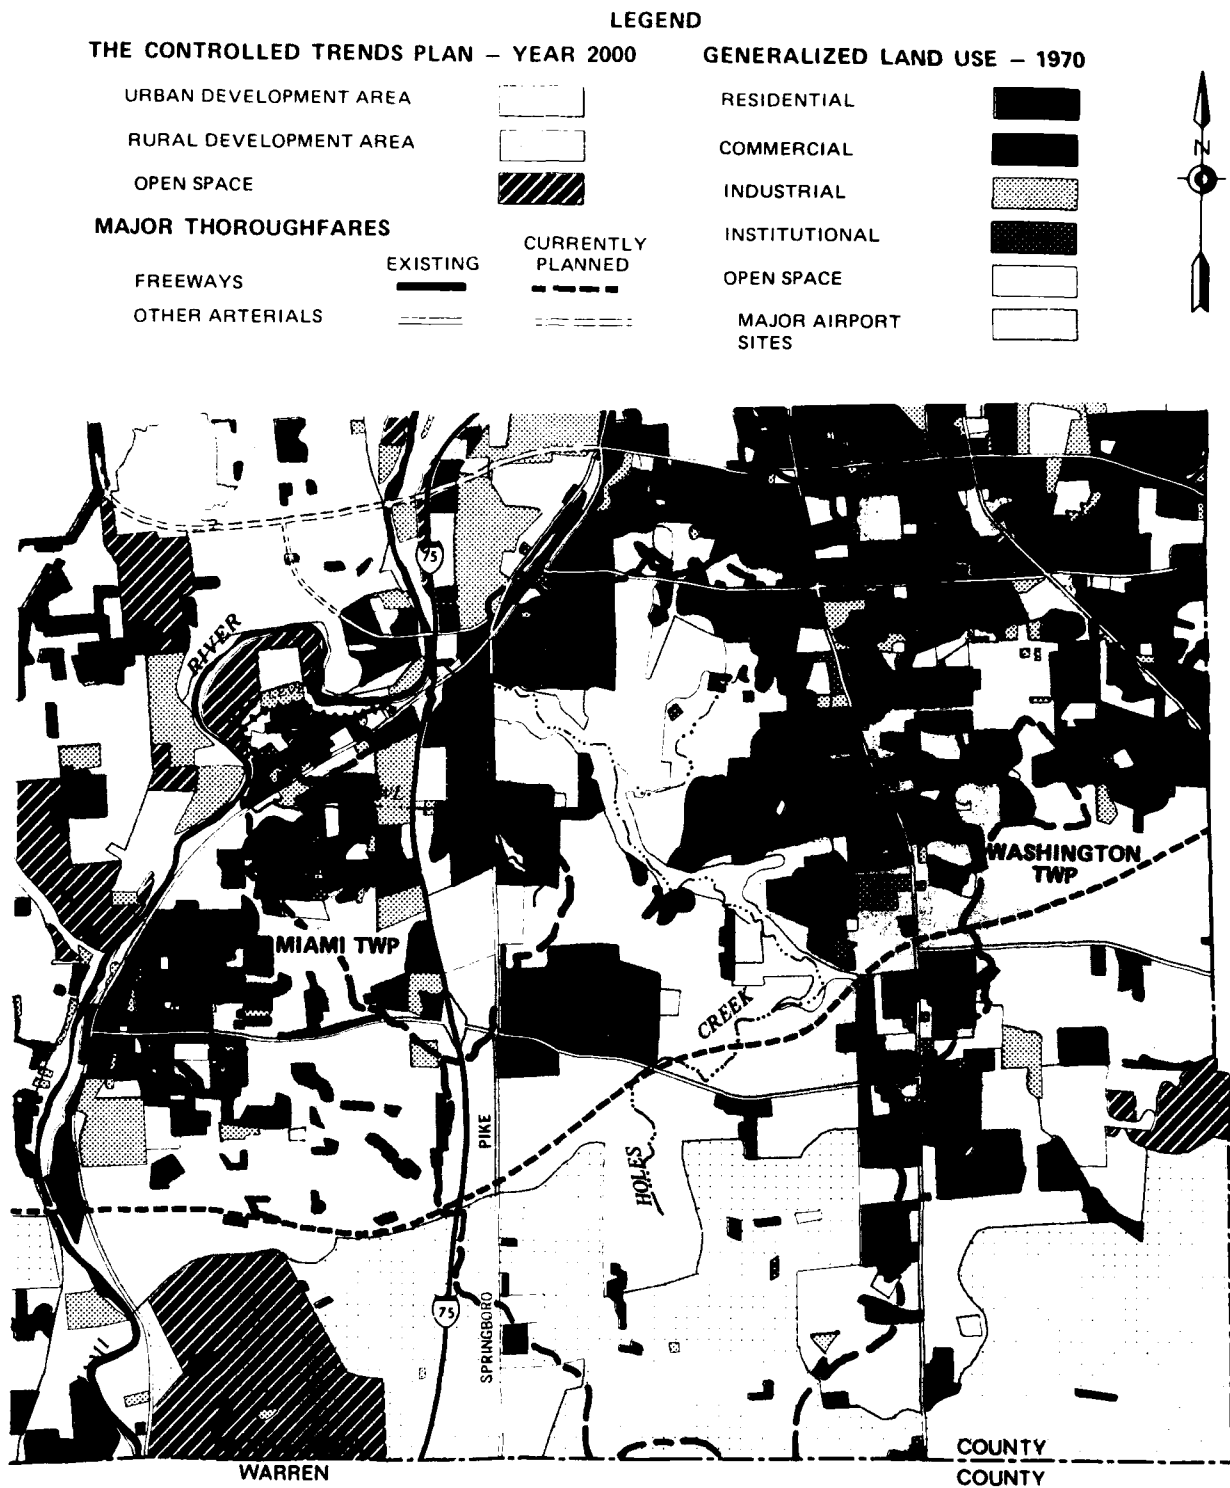 LEGEND
THE CONTROLLED TRENDS PLAN – YEAR 2000
URBAN DEVELOPMENT AREA
RURAL DEVELOPMENT AREA
OPEN SPACE
MAJOR THOROUGHFARES
EXISTING
CURRENTLY
PLANNED
FREEWAYS
OTHER ARTERIALS
GENERALIZED LAND USE – 1970
RESIDENTIAL
COMMERCIAL
INDUSTRIAL
INSTITUTIONAL
OPEN SPACE
MAJOR AIRPORT
SITES
N
75
RIVER
WASHINGTON
TWP
MIAMI TWP
CREEK
PIKE
HOLES
75
SPRINGBORO
COUNTY
WARREN
COUNTY